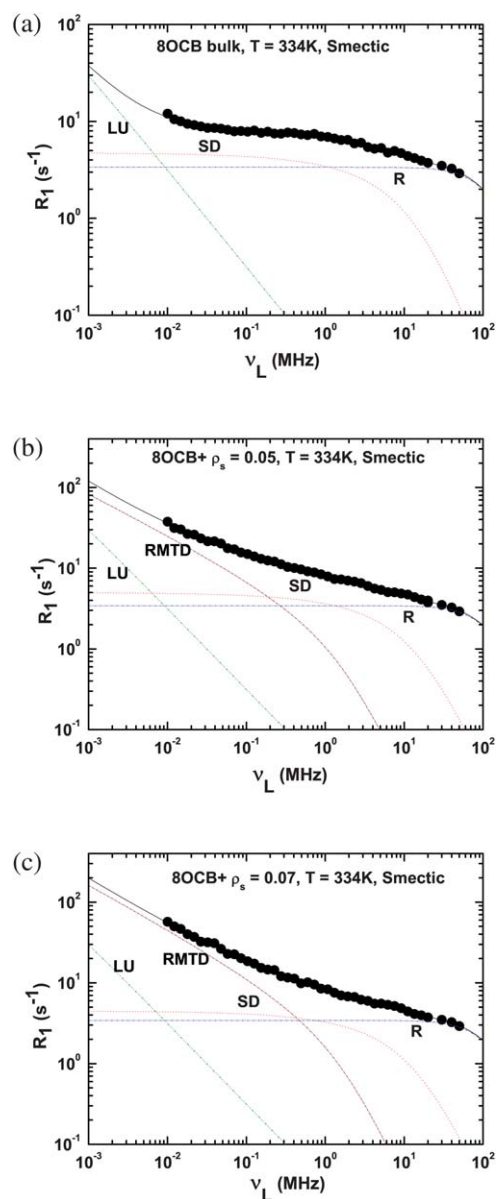 (a)
10²
8OCB bulk, T = 334K, Smectic
10¹
LU
SD
R
R₁ (s⁻¹)
10⁰
10⁻¹
10⁻³ 10⁻² 10⁻¹ 10⁰ 10¹ 10²
ν_L (MHz)
(b)
8OCB+ ρₛ = 0.05, T = 334K, Smectic
10²
RMTD
10¹
LU
SD
R
R₁ (s⁻¹)
10⁰
10⁻¹
10⁻³ 10⁻² 10⁻¹ 10⁰ 10¹ 10²
ν_L (MHz)
(c)
8OCB+ ρₛ = 0.07, T = 334K, Smectic
10²
RMTD
LU
10¹
SD
R
R₁ (s⁻¹)
10⁰
10⁻¹
10⁻³ 10⁻² 10⁻¹ 10⁰ 10¹ 10²
ν_L (MHz)